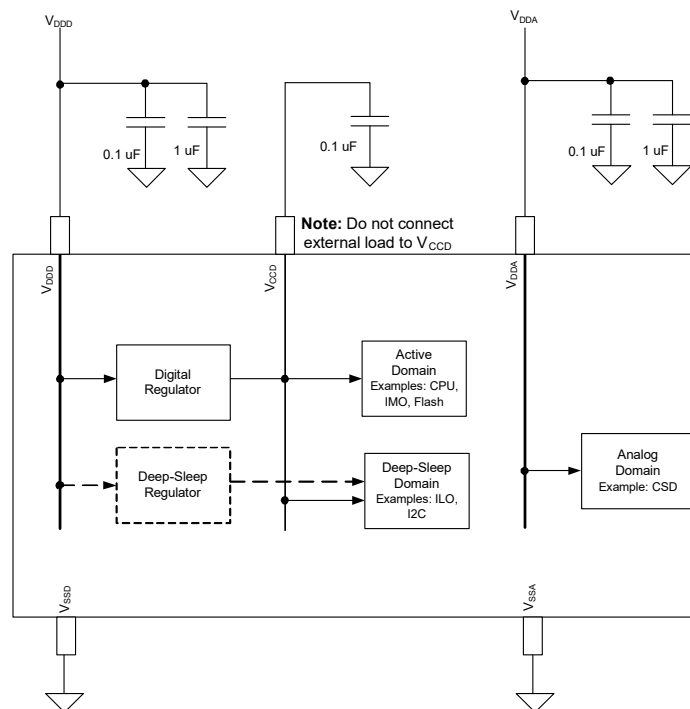 VDDD
VDDA
0.1 uF
1 uF
0.1 uF
0.1 uF
1 uF
Note: Do not connect
external load to VCCD
VDDD
VCCD
VDDA
Digital
Regulator
Active
Domain
Examples: CPU,
IMO, Flash
Deep-Sleep
Regulator
Deep-Sleep
Domain
Examples: ILO,
I2C
Analog
Domain
Example: CSD
VSSD
VSSA